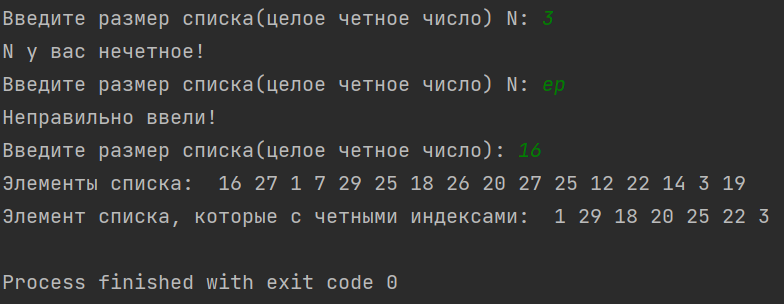 Введите размер списка(целое четное число) N: 3
N у вас нечетное!
Введите размер списка(целое четное число) N: ер
Неправильно ввели!
Введите размер списка(целое четное число): 16
Элементы списка:  16 27 1 7 29 25 18 26 20 27 25 12 22 14 3 19
Элемент списка, которые с четными индексами:  1 29 18 20 25 22 3
Process finished with exit code 0